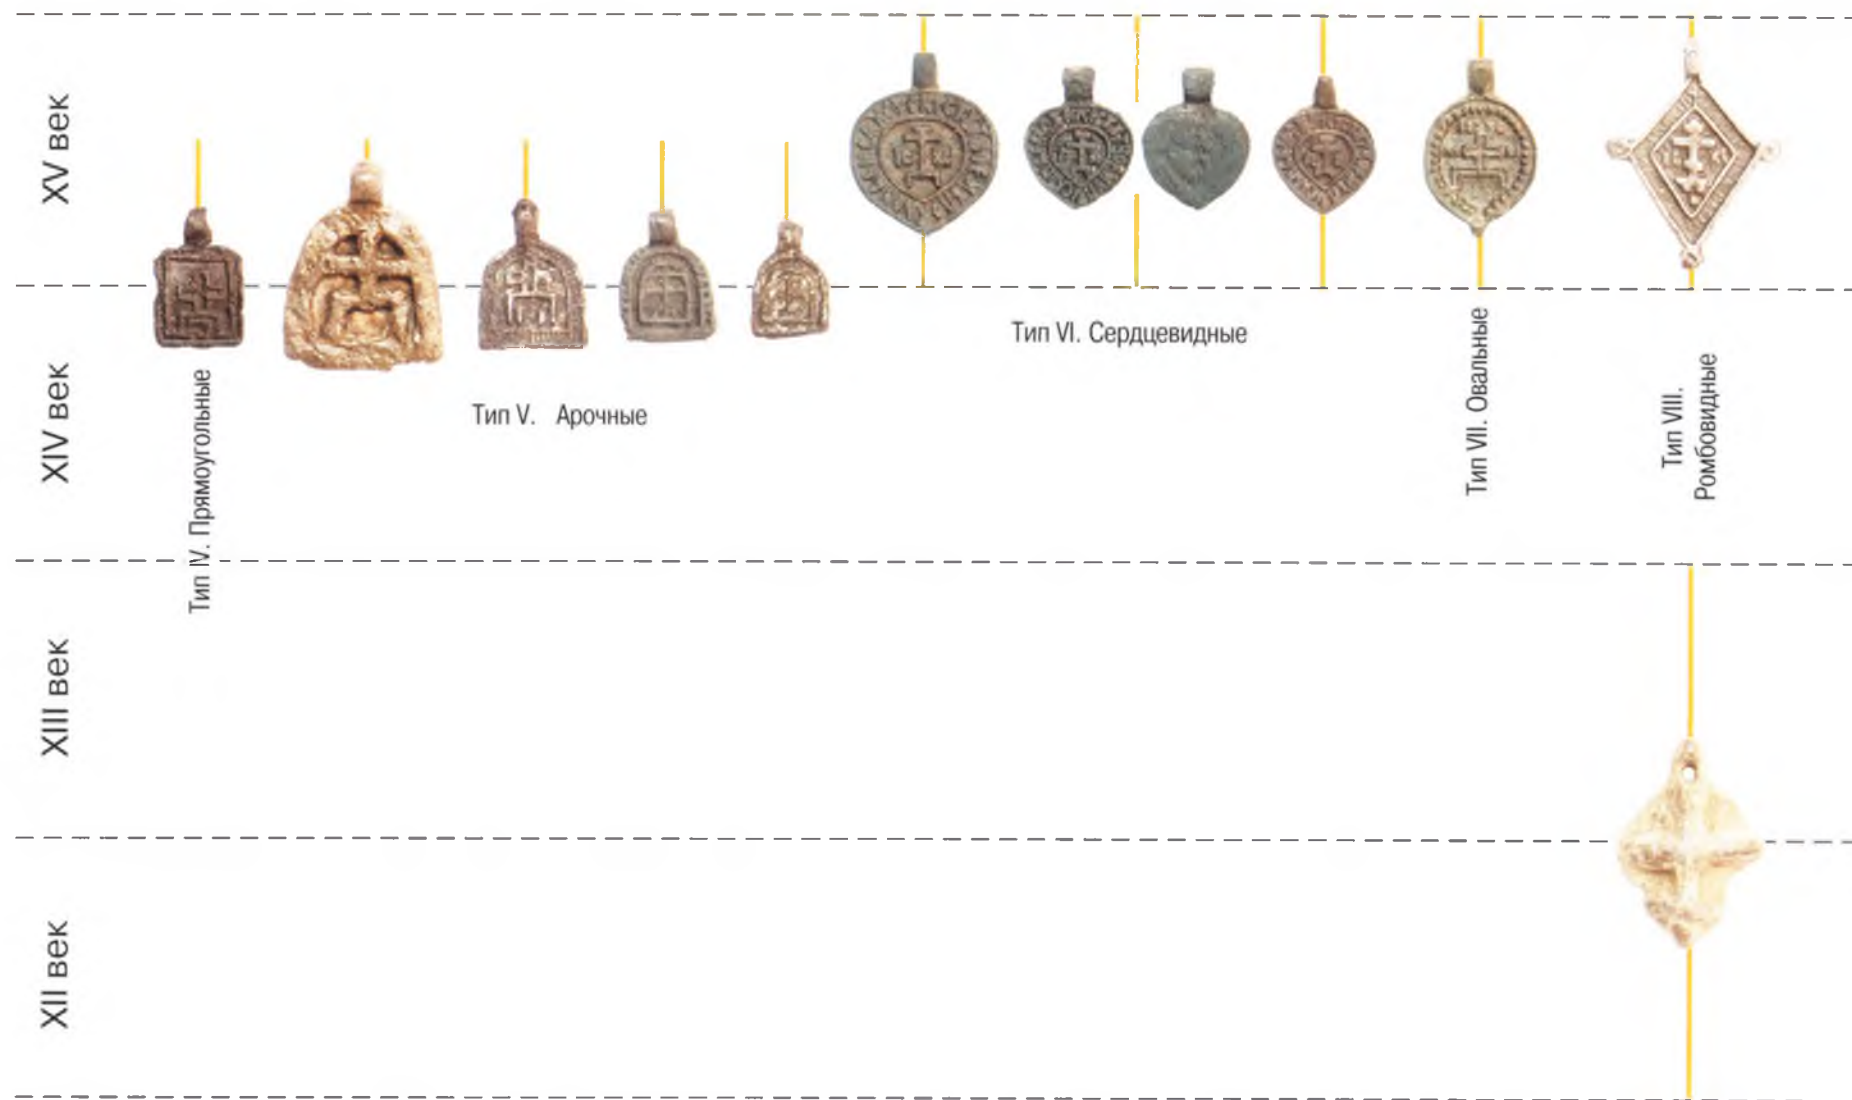 XV век
XIV век
XIII век
XII век
Тип IV. Прямоугольные
Тип V. Арочные
Тип VI. Сердцевидные
Тип VII. Овальные
Тип VIII.
Ромбовидные